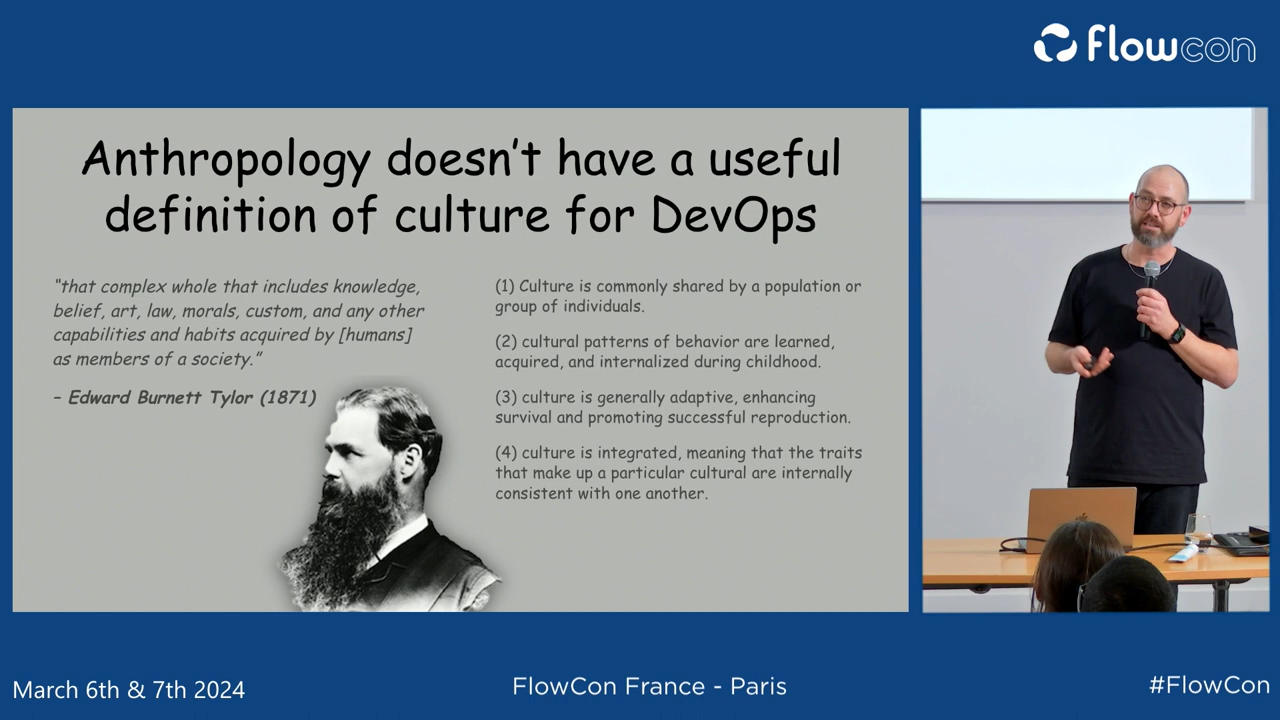 flowcon
Anthropology doesn't have a useful
definition of culture for DevOps
"that complex whole that includes knowledge,
belief, art, law, morals, custom, and any other
capabilities and habits acquired by [humans]
as members of a society."
– Edward Burnett Tylor (1871)
(1) Culture is commonly shared by a population or
group of individuals.
(2) cultural patterns of behavior are learned,
acquired, and internalized during childhood.
(3) culture is generally adaptive, enhancing
survival and promoting successful reproduction.
(4) culture is integrated, meaning that the traits
that make up a particular cultural are internally
consistent with one another.
March 6th & 7th 2024
FlowCon France - Paris
#FlowCon